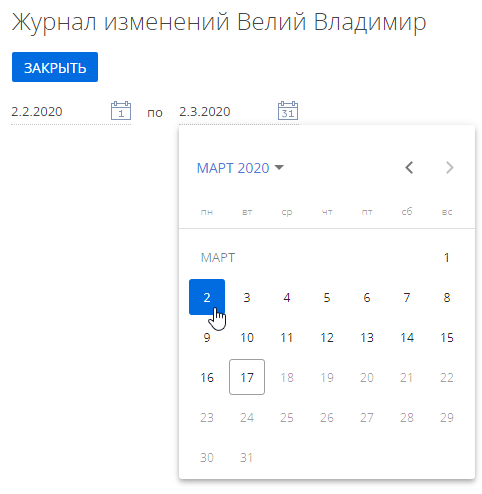 Журнал изменений Велий Владимир
ЗАКРЫТЬ
2.2.2020 1 по 2.3.2020 31
МАРТ 2020
пн вт ср чт пт сб вс
МАРТ 1
2 3 4 5 6 7 8
9 10 11 12 13 14 15
16 17 18 19 20 21 22
23 24 25 26 27 28 29
30 31